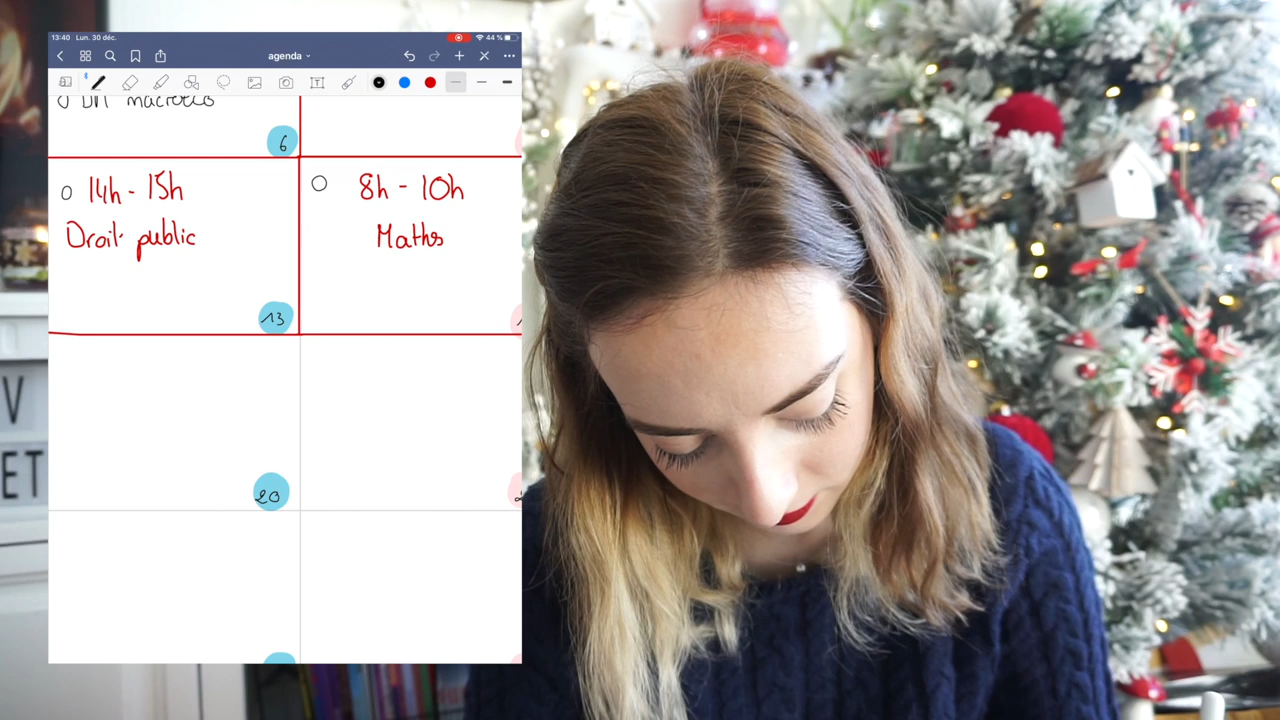 13:40 Lun. 30 déc.
44 %
agenda
DM macroéco
6
14h - 15h
Droit public
13
8h - 10h
Maths
20
V
ET